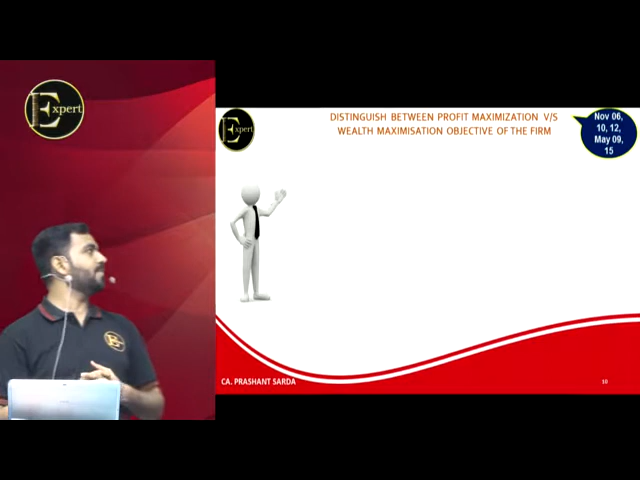 Expert
Expert
DISTINGUISH BETWEEN PROFIT MAXIMIZATION V/S
WEALTH MAXIMISATION OBJECTIVE OF THE FIRM
Nov 06,
10, 12,
May 09,
15
E
CA. PRASHANT SARDA
10